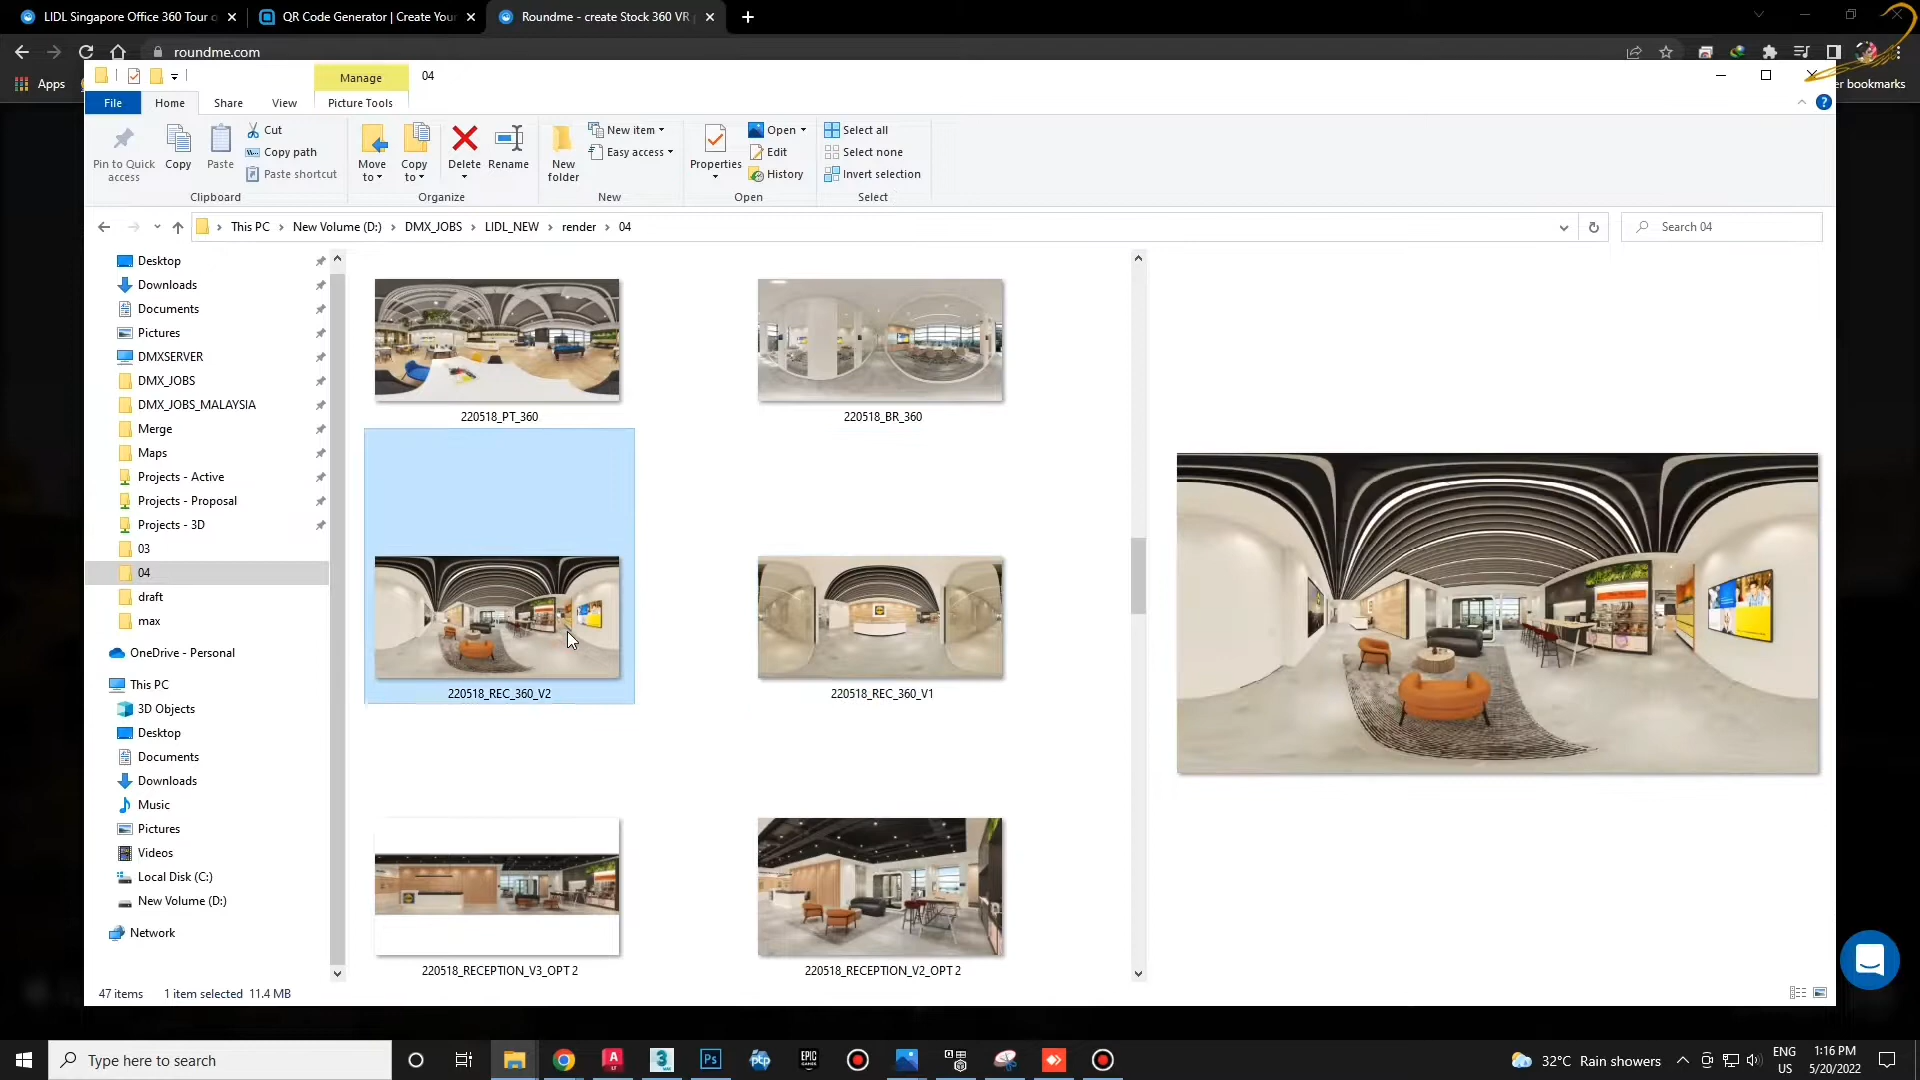 LIDL Singapore Office 360 Tour o
QR Code Generator | Create Your
Roundme - create Stock 360 VR
roundme.com
Apps
er bookmarks
Manage
04
File
Home
Share
View
Picture Tools
Pin to Quick access
Copy
Paste
Cut
Copy path
Paste shortcut
Clipboard
Move to
Copy to
Delete
Rename
Organize
New folder
New item
Easy access
New
Properties
Open
Edit
History
Open
Select all
Select none
Invert selection
Select
This PC
New Volume (D:)
DMX_JOBS
LIDL_NEW
render
04
Search 04
Desktop
Downloads
Documents
Pictures
DMXSERVER
DMX_JOBS
DMX_JOBS_MALAYSIA
Merge
Maps
Projects - Active
Projects - Proposal
Projects - 3D
03
04
draft
max
OneDrive - Personal
This PC
3D Objects
Desktop
Documents
Downloads
Music
Pictures
Videos
Local Disk (C:)
New Volume (D:)
Network
220518_PT_360
220518_BR_360
220518_REC_360_V2
220518_REC_360_V1
220518_RECEPTION_V3_OPT 2
220518_RECEPTION_V2_OPT 2
47 items
1 item selected 11.4 MB
Type here to search
32°C Rain showers
ENG
US
1:16 PM
5/20/2022